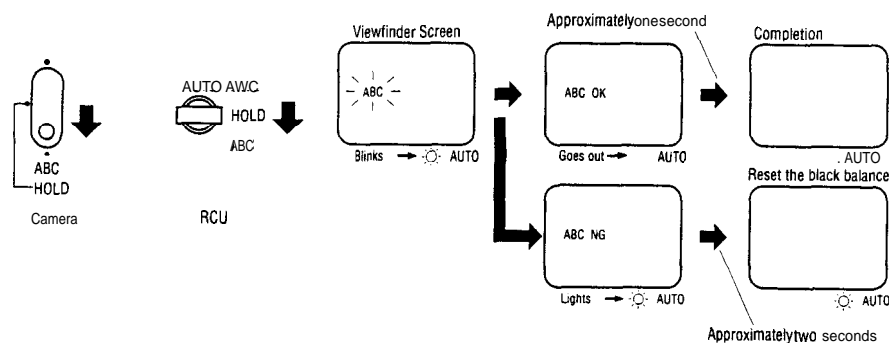 ABC
HOLD
Camera
AUTO AW.C
HOLD
ABC
RCU
Viewfinder Screen
ABC
Blinks → AUTO
Approximatelyonesecond
ABC OK
Goes out → AUTO
Completion
. AUTO
ABC NG
Lights → AUTO
Reset the black balance
AUTO
Approximatelytwo seconds